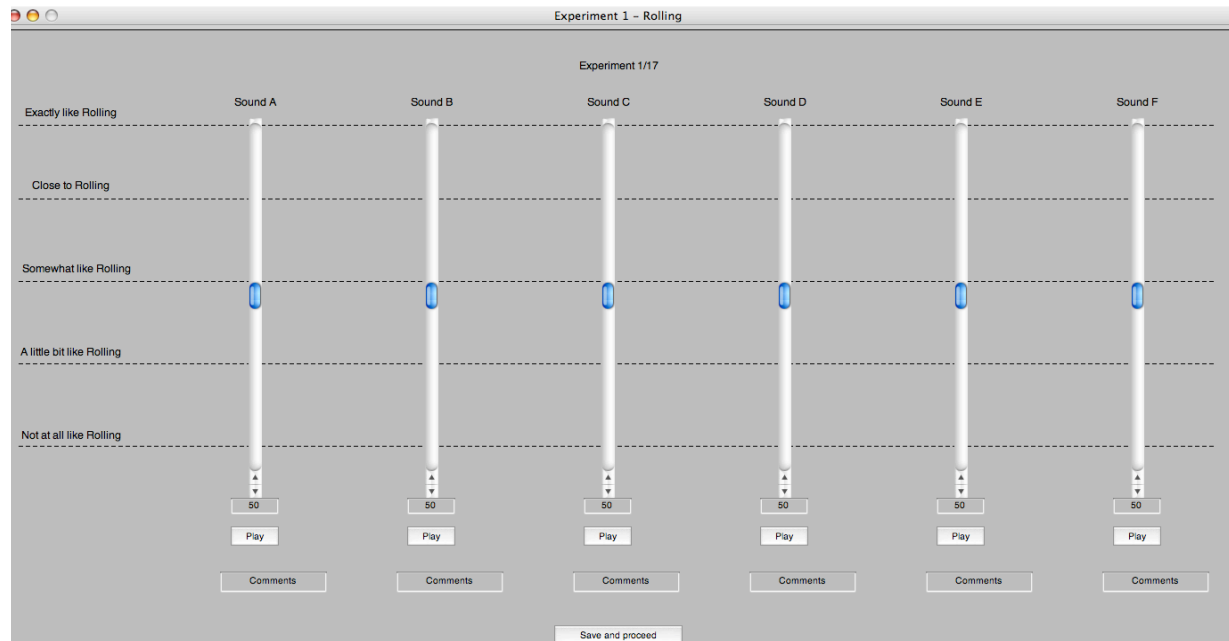 Experiment 1 – Rolling
Experiment 1/17
Sound A Sound B Sound C Sound D Sound E Sound F
Exactly like Rolling
Close to Rolling
Somewhat like Rolling
A little bit like Rolling
Not at all like Rolling
50 50 50 50 50 50
Play Play Play Play Play Play
Comments Comments Comments Comments Comments Comments
Save and proceed